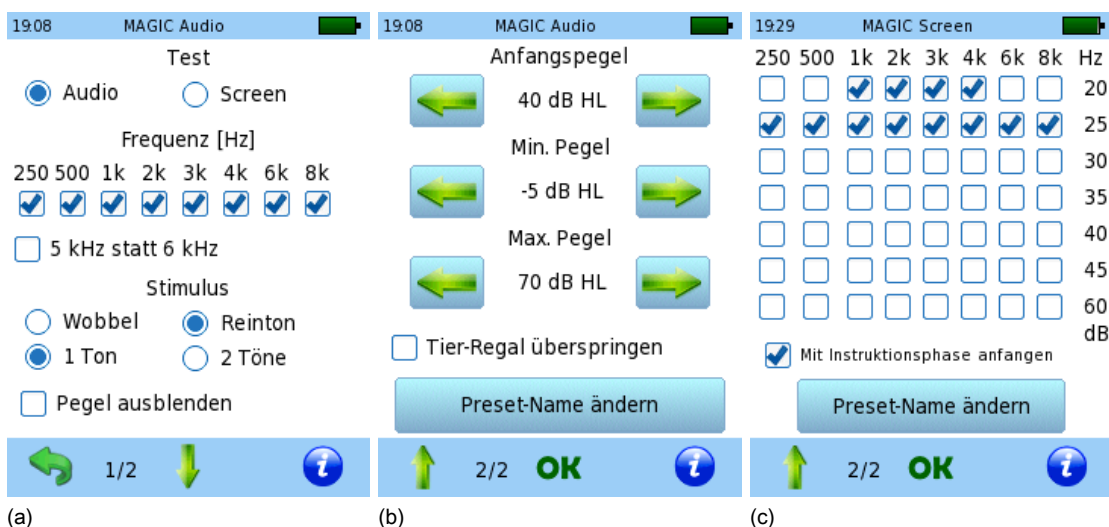 19:08 MAGIC Audio
Test
Audio Screen
Frequenz [Hz]
250 500 1k 2k 3k 4k 6k 8k
5 kHz statt 6 kHz
Stimulus
Wobbel Reinton
1 Ton 2 Töne
Pegel ausblenden
1/2 i
(a)
19:08 MAGIC Audio
Anfangspegel
40 dB HL
Min. Pegel
-5 dB HL
Max. Pegel
70 dB HL
Tier-Regal überspringen
Preset-Name ändern
2/2 OK i
(b)
19:29 MAGIC Screen
250 500 1k 2k 3k 4k 6k 8k Hz
20
25
30
35
40
45
60
dB
Mit Instruktionsphase anfangen
Preset-Name ändern
2/2 OK i
(c)